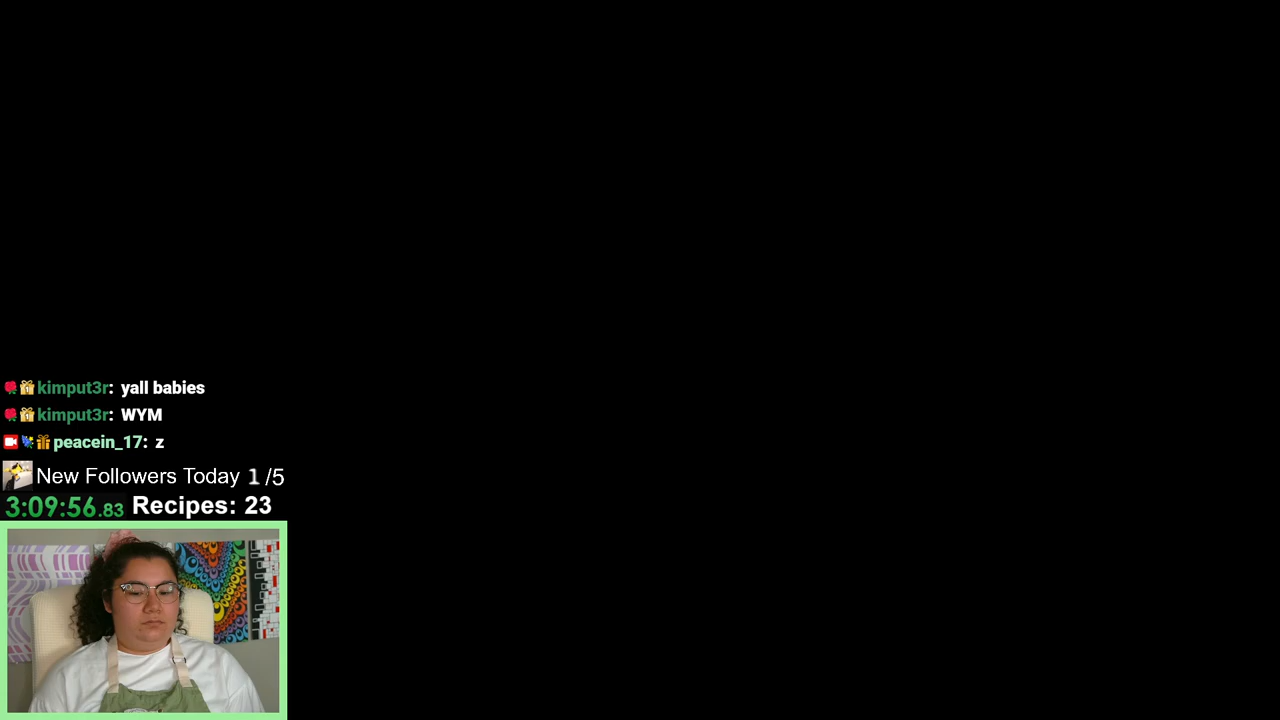 kimput3r: yall babies
kimput3r: WYM
peacein_17: z
New Followers Today 1/5
3:09:56.83 Recipes: 23